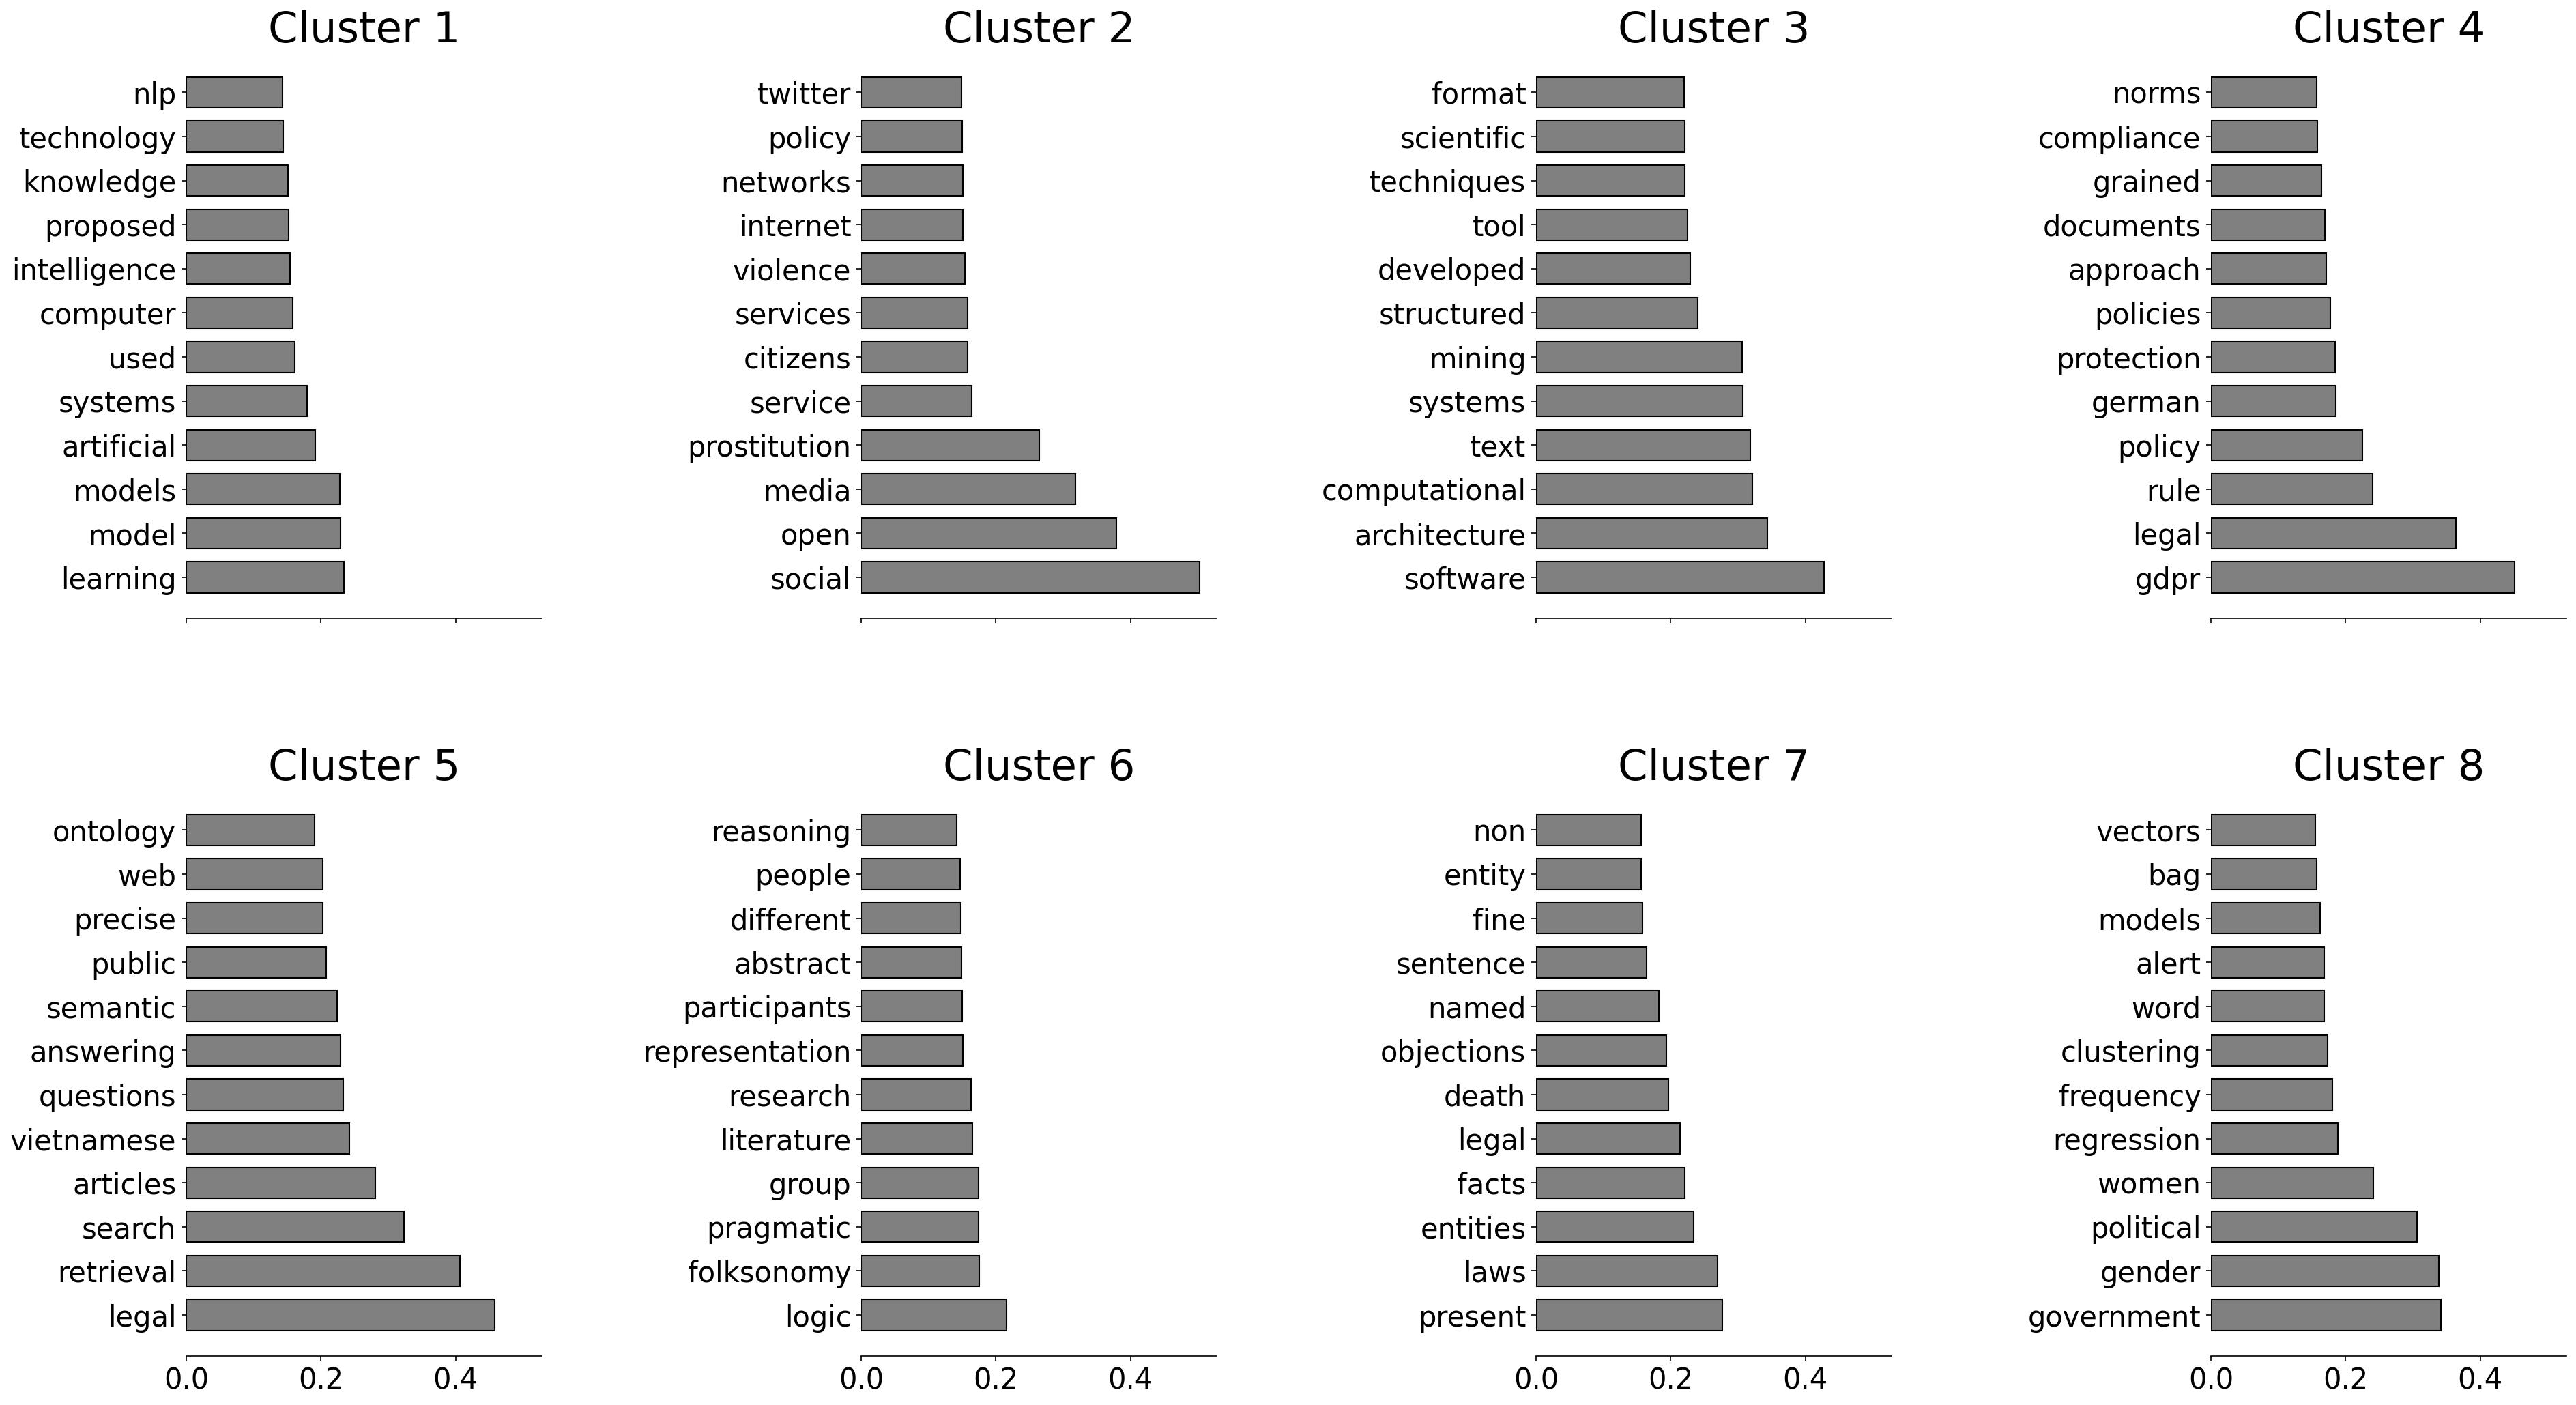 Cluster 1
nlp
technology
knowledge
proposed
intelligence
computer
used
systems
artificial
models
model
learning
Cluster 2
twitter
policy
networks
internet
violence
services
citizens
service
prostitution
media
open
social
Cluster 3
format
scientific
techniques
tool
developed
structured
mining
systems
text
computational
architecture
software
Cluster 4
norms
compliance
grained
documents
approach
policies
protection
german
policy
rule
legal
gdpr
Cluster 5
ontology
web
precise
public
semantic
answering
questions
vietnamese
articles
search
retrieval
legal
0.0 0.2 0.4
Cluster 6
reasoning
people
different
abstract
participants
representation
research
literature
group
pragmatic
folksonomy
logic
0.0 0.2 0.4
Cluster 7
non
entity
fine
sentence
named
objections
death
legal
facts
entities
laws
present
0.0 0.2 0.4
Cluster 8
vectors
bag
models
alert
word
clustering
frequency
regression
women
political
gender
government
0.0 0.2 0.4